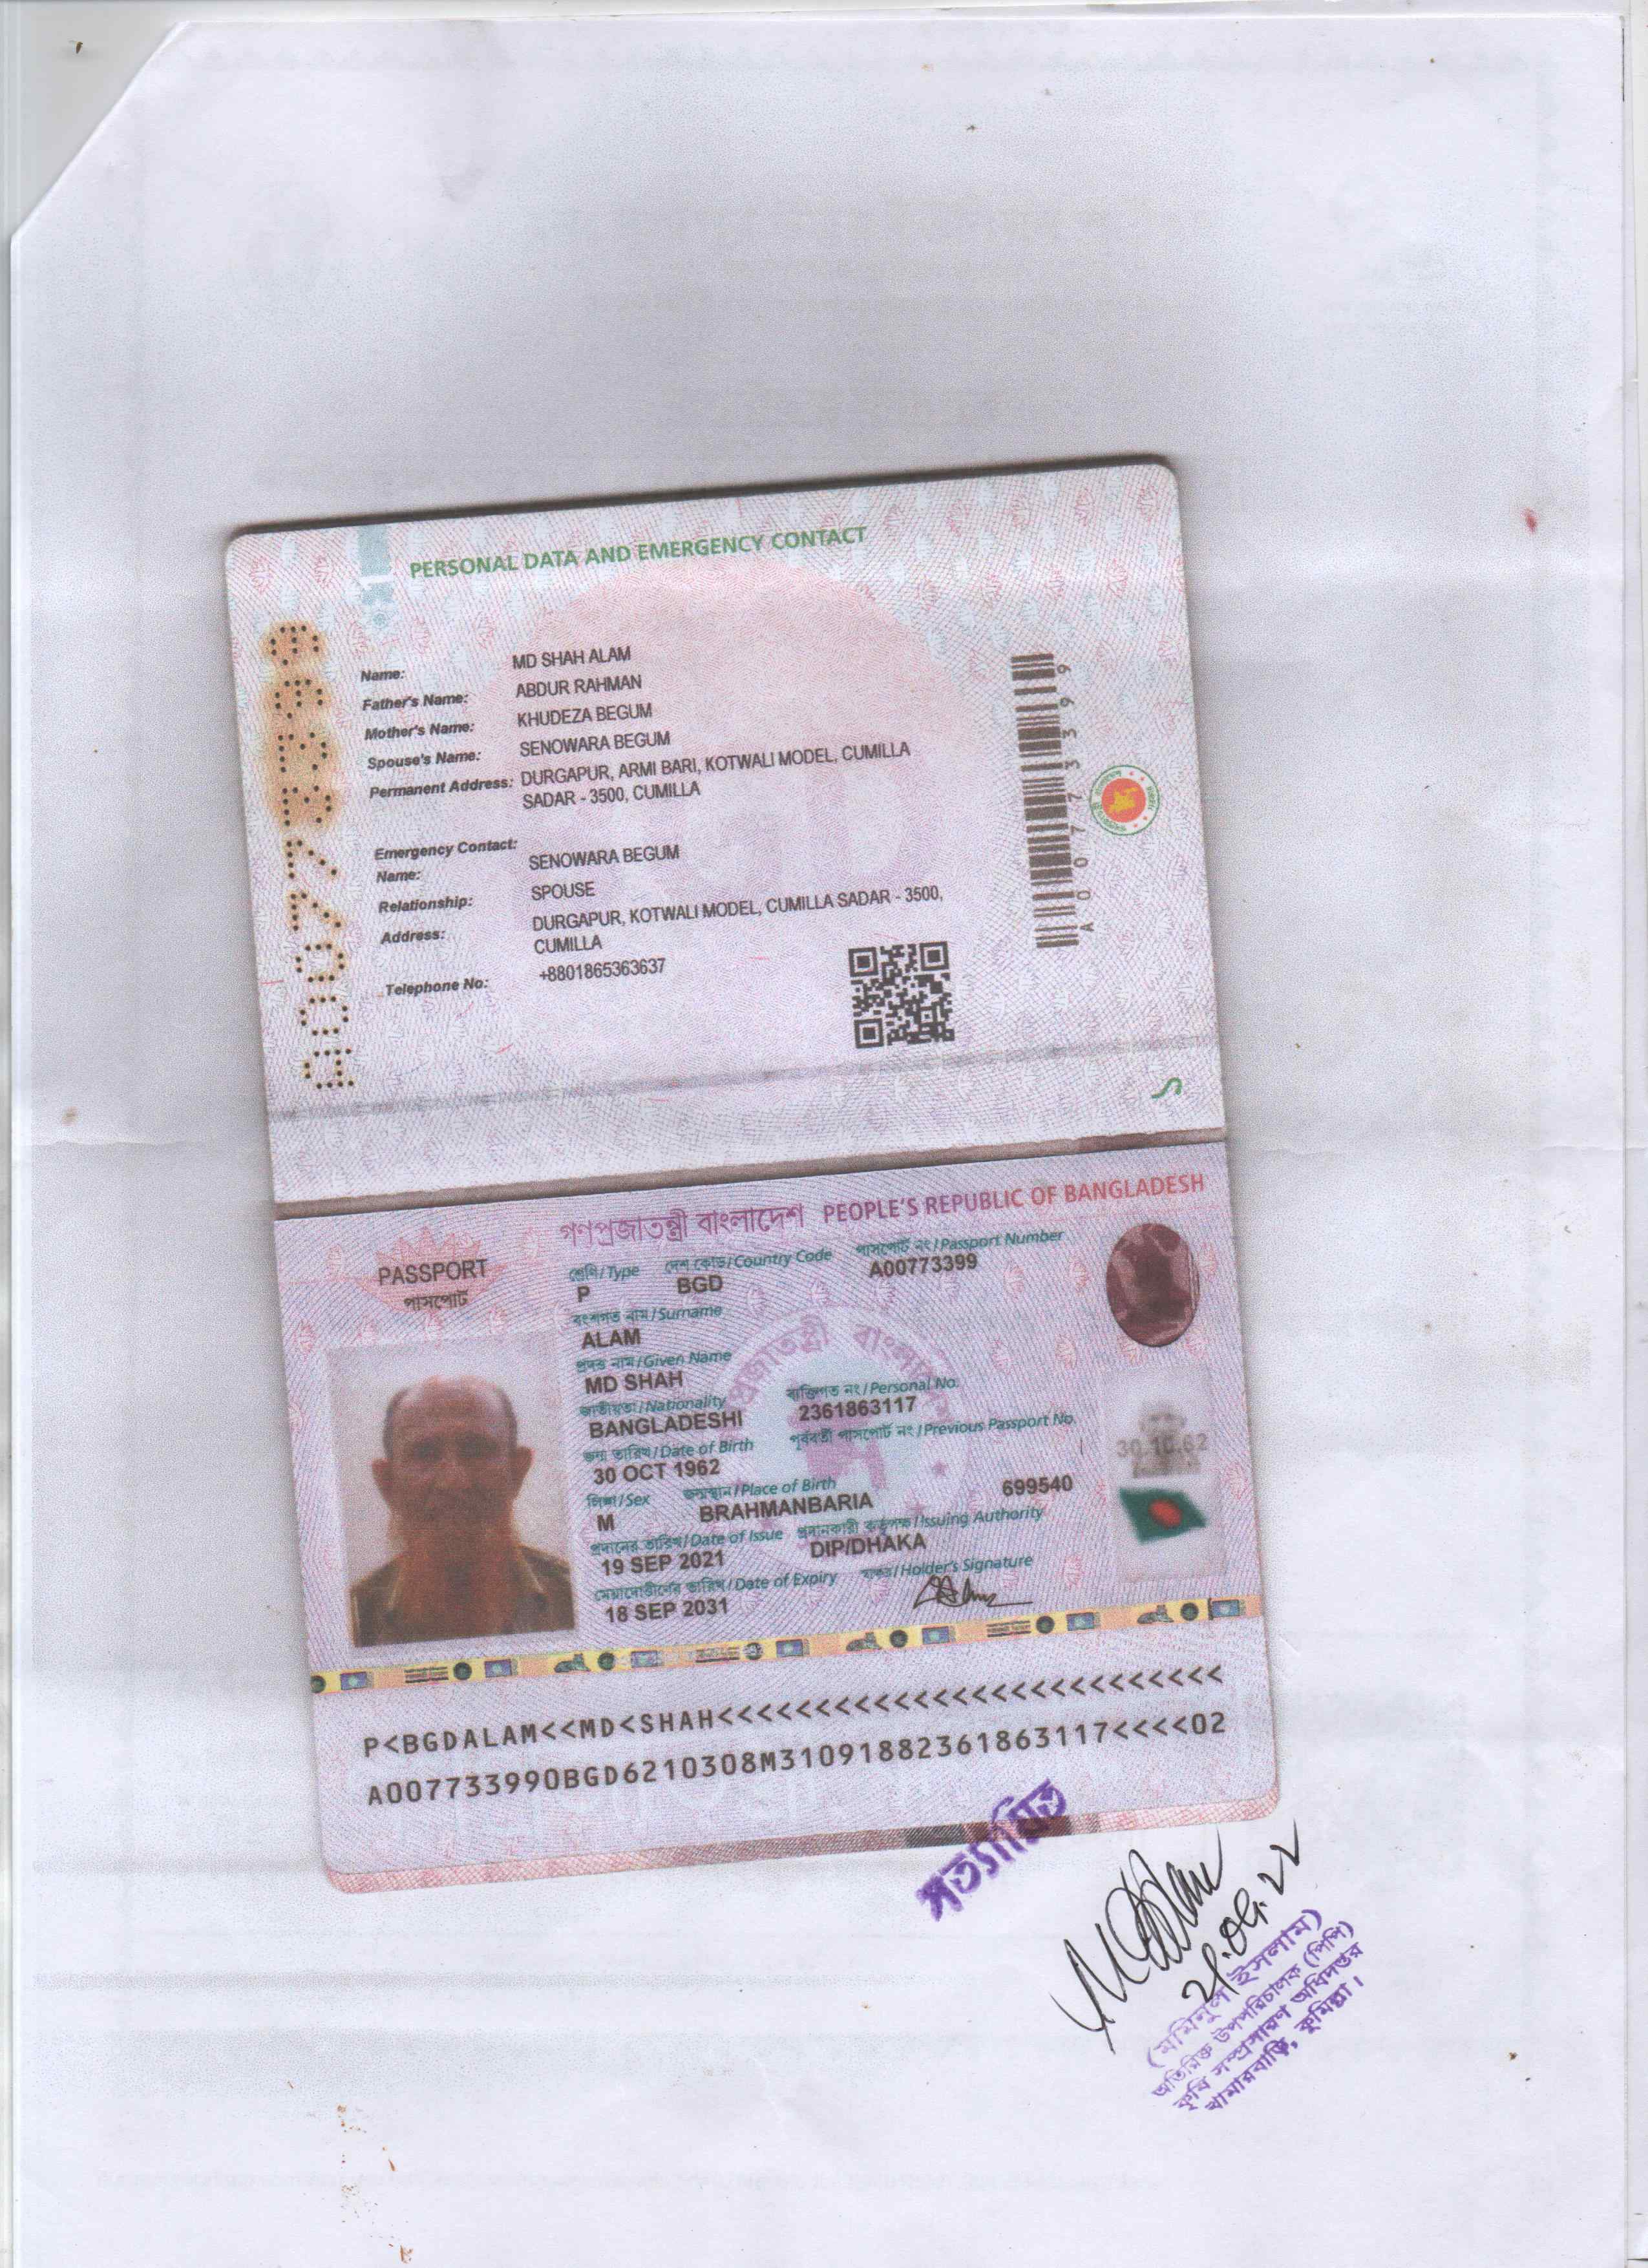 PERSONAL DATA AND EMERGENCY CONTACT
A00773399
Name: MD SHAH ALAM
Father's Name: ABDUR RAHMAN
Mother's Name: KHUDEZA BEGUM
Spouse's Name: SENOWARA BEGUM
Permanent Address: DURGAPUR, ARMI BARI, KOTWALI MODEL, CUMILLA
SADAR - 3500, CUMILLA
Emergency Contact:
Name: SENOWARA BEGUM
Relationship: SPOUSE
Address: DURGAPUR, KOTWALI MODEL, CUMILLA SADAR - 3500,
CUMILLA
Telephone No: +8801865363637
A00773399
২
গণপ্রজাতন্ত্রী বাংলাদেশ PEOPLE'S REPUBLIC OF BANGLADESH
PASSPORT
পাসপোর্ট
শ্রেণি/Type দেশ কোড/Country Code পাসপোর্ট নং/Passport Number
P BGD A00773399
বংশগত নাম/Surname
ALAM
প্রদত্ত নাম/Given Name
MD SHAH
জাতীয়তা/Nationality ব্যক্তিগত নং/Personal No.
BANGLADESHI 2361863117
জন্ম তারিখ/Date of Birth পূর্ববর্তী পাসপোর্ট নং/Previous Passport No.
30 OCT 1962
লিঙ্গ/Sex জন্মস্থান/Place of Birth
M BRAHMANBARIA 699540
প্রদানের তারিখ/Date of Issue প্রদানকারী কর্তৃপক্ষ/Issuing Authority
19 SEP 2021 DIP/DHAKA
মেয়াদোত্তীর্ণের তারিখ/Date of Expiry স্বাক্ষর/Holder's Signature
18 SEP 2031
30.10.62
P<BGDALAM<<MD<SHAH<<<<<<<<<<<<<<<<<<<<<<<<<<
A007733990BGD6210308M31091882361863117<<<<02
সত্যায়িত
(মমিনুল ইসলাম)
অতিরিক্ত উপপরিচালক (পিপি)
কৃষি সম্প্রসারণ অধিদপ্তর
খামারবাড়ি, কুমিল্লা।